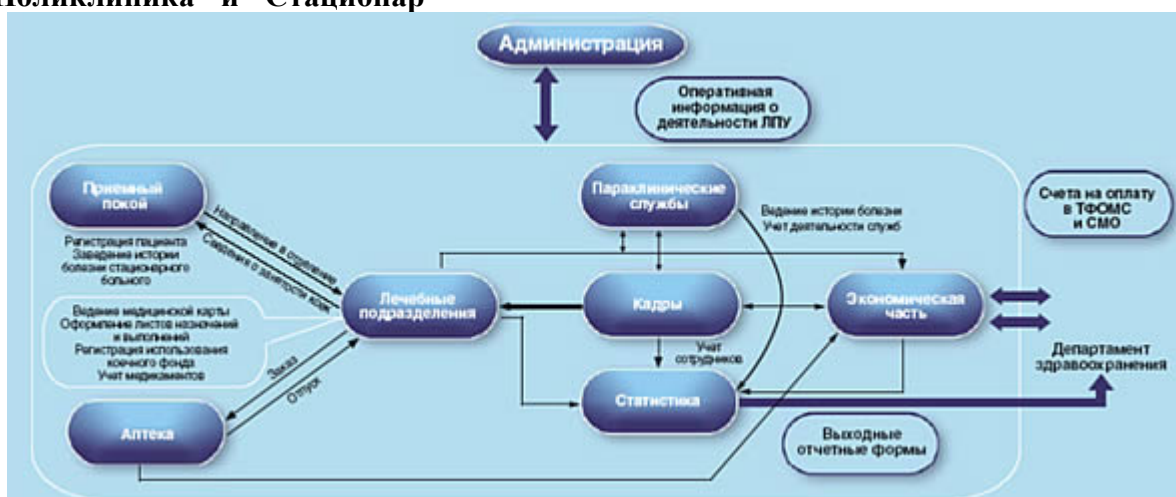 Поликлиника и Стационар
Администрация
Оперативная
информация о
деятельности ЛПУ
Приемный
покой
Параклинические
службы
Счета на оплату
в ТФОМС
и СМО
Ведение истории болезни
Учет деятельности служб
Направление в отделение
Сведения о занятости коек
Регистрация пациента
Заведение истории
болезни стационарного
больного
Лечебные
подразделения
Кадры
Экономическая
часть
Ведение медицинской карты
Оформление листов назначений
и выполнений
Регистрация использования
коечного фонда
Учет медикаментов
Учет
сотрудников
Департамент
здравоохранения
Заказ
Отпуск
Статистика
Аптека
Выходные
отчетные формы